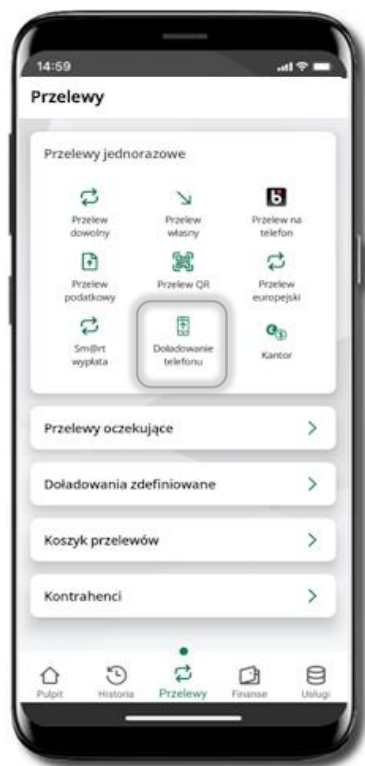 14:59
Przelewy
Przelewy jednorazowe
Przelew
dowolny
Przelew
własny
Przelew na
telefon
Przelew
podatkowy
Przelew QR
Przelew
europejski
Sm@rt
wypłata
Doładowanie
telefonu
Kantor
Przelewy oczekujące
Doładowania zdefiniowane
Koszyk przelewów
Kontrahenci
Pulpit
Historia
Przelewy
Finanse
Usługi